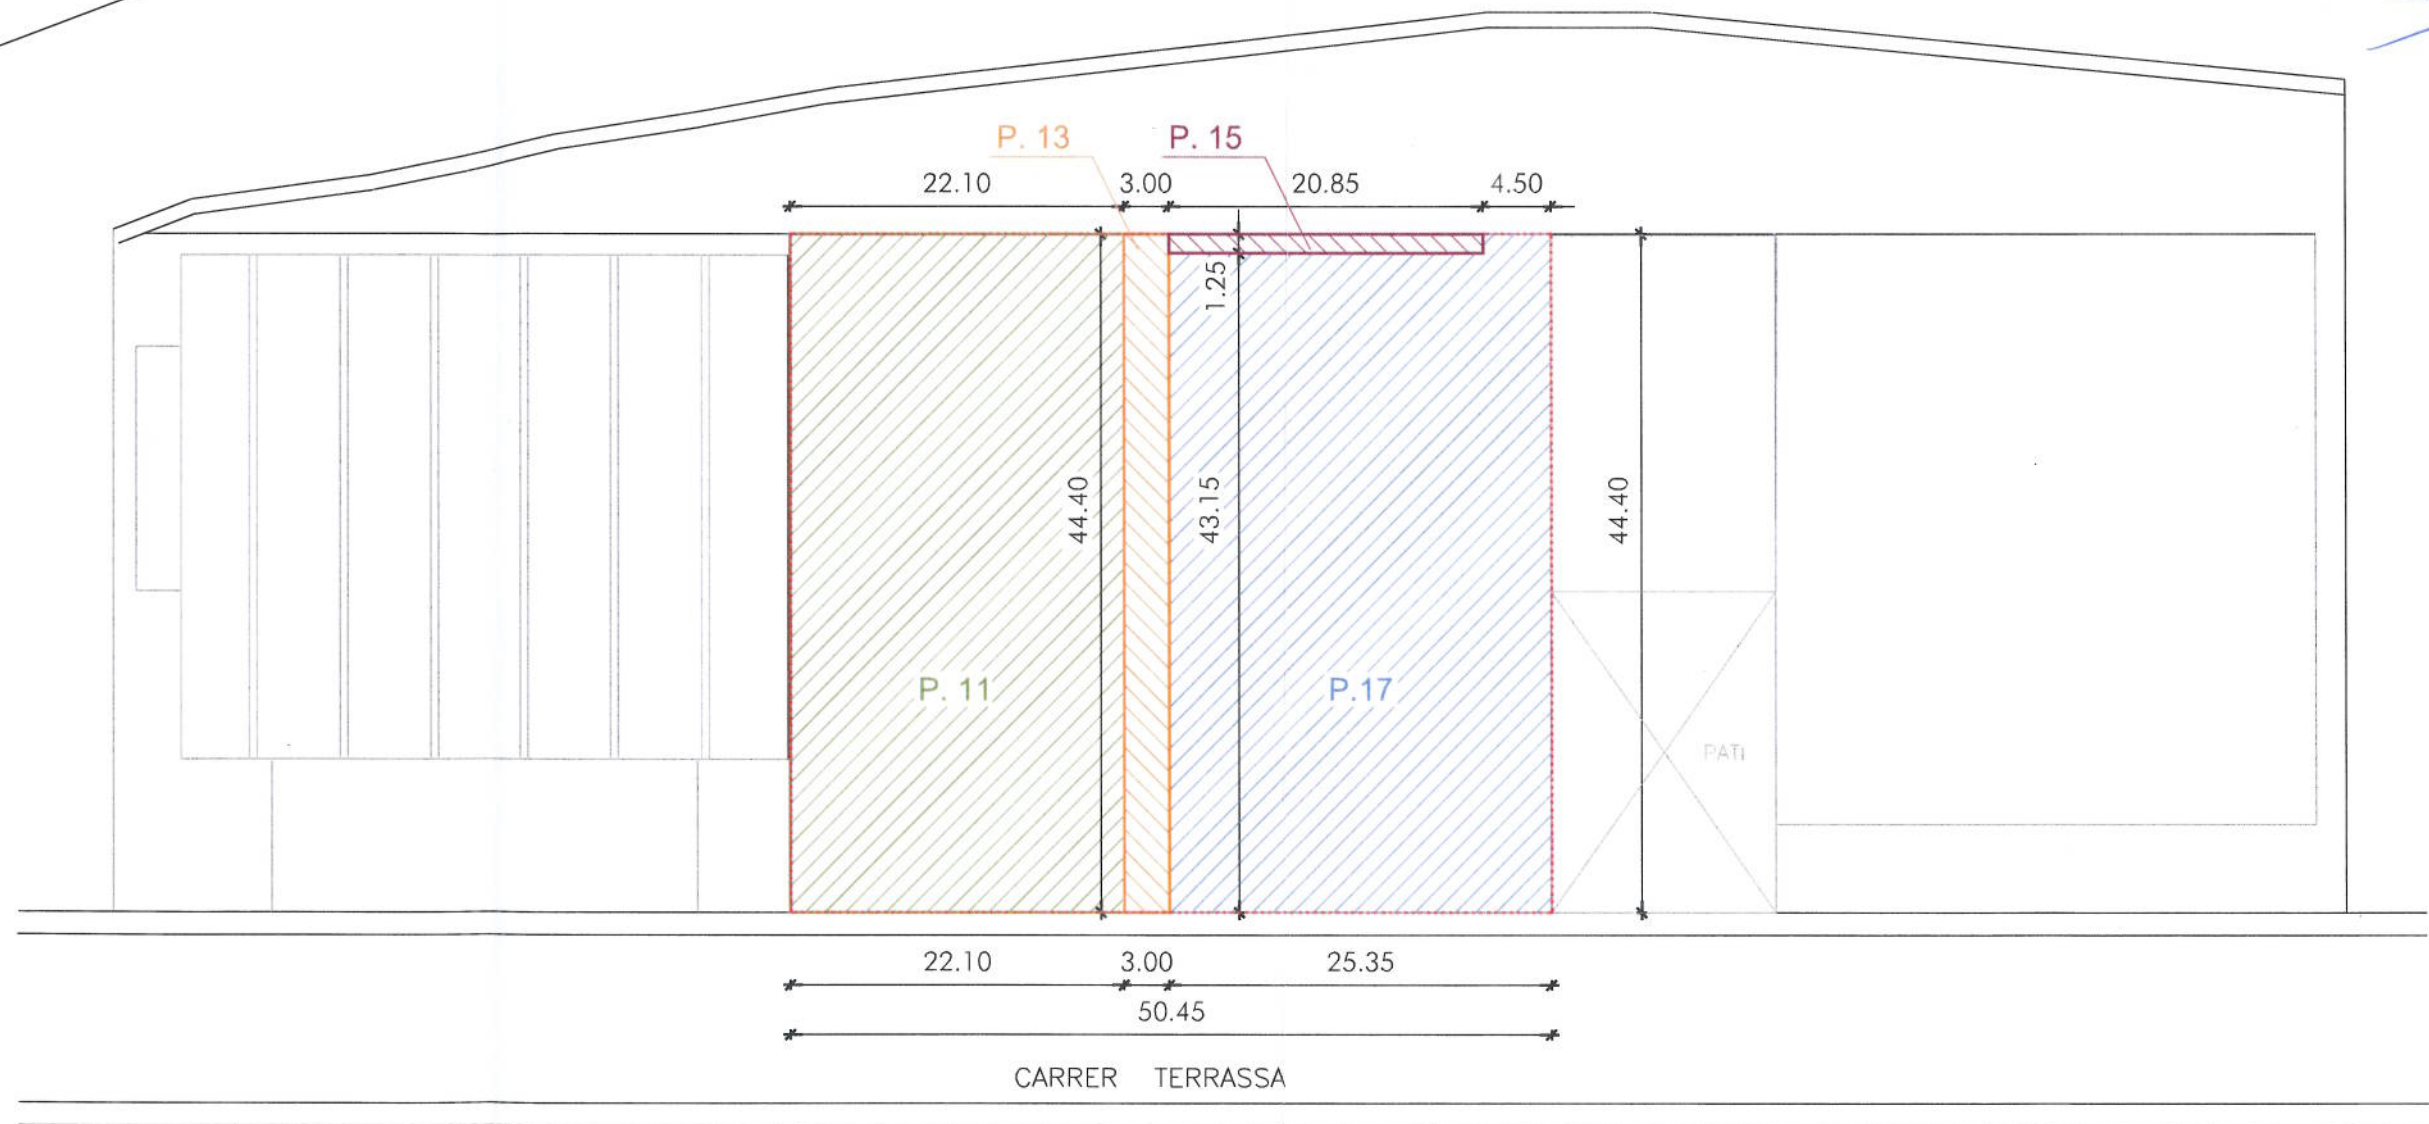 P. 13 P. 15
22.10 3.00 20.85 4.50
1.25
44.40 43.15 44.40
P. 11 P.17
PATI
22.10 3.00 25.35
50.45
CARRER TERRASSA